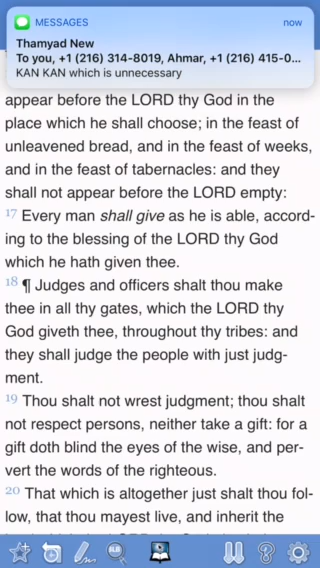 MESSAGES now
Thamyad New
To you, +1 (216) 314-8019, Ahmar, +1 (216) 415-0...
KAN KAN which is unnecessary
appear before the LORD thy God in the
place which he shall choose; in the feast of
unleavened bread, and in the feast of weeks,
and in the feast of tabernacles: and they
shall not appear before the LORD empty:
17 Every man shall give as he is able, accord-
ing to the blessing of the LORD thy God
which he hath given thee.
18 ¶ Judges and officers shalt thou make
thee in all thy gates, which the LORD thy
God giveth thee, throughout thy tribes: and
they shall judge the people with just judg-
ment.
19 Thou shalt not wrest judgment; thou shalt
not respect persons, neither take a gift: for a
gift doth blind the eyes of the wise, and per-
vert the words of the righteous.
20 That which is altogether just shalt thou fol-
low, that thou mayest live, and inherit the